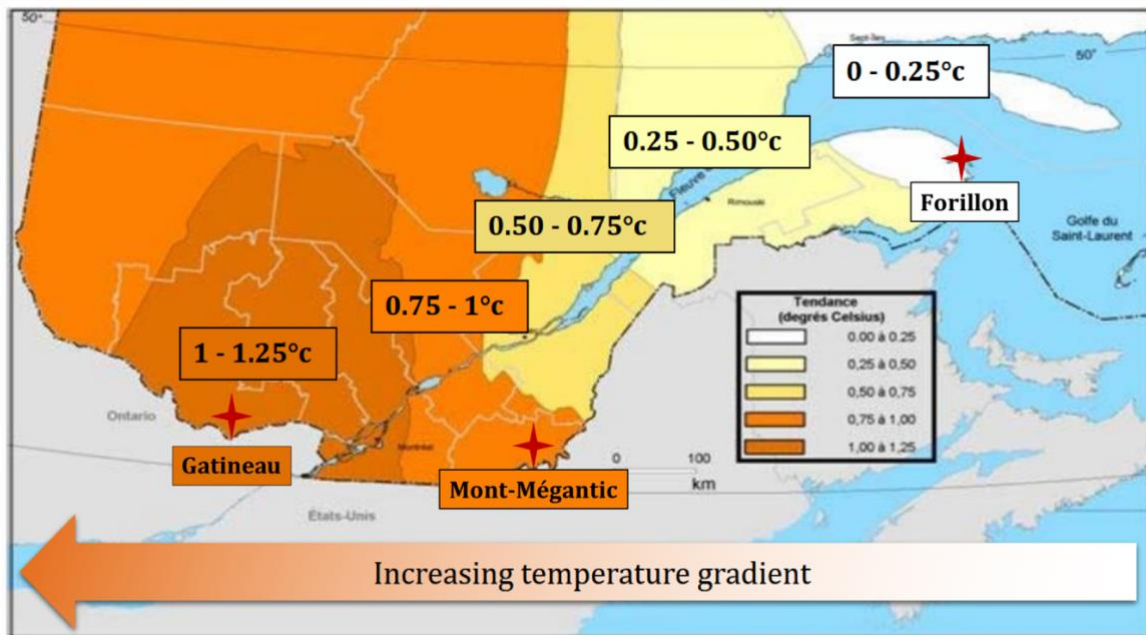 50°
Sept-Îles
50°
0 - 0.25°c
0.25 - 0.50°c
Fleuve
Forillon
Rimouski
0.50 - 0.75°c
Golfe du
Saint-Laurent
0.75 - 1°c
Tendance
(degrés Celsius)
0.00 à 0.25
0,25 à 0,50
0,50 à 0,75
0,75 à 1,00
1,00 à 1,25
1 - 1.25°c
Ontario
Montréal
Gatineau
Mont-Mégantic
0 100
km
États-Unis
Increasing temperature gradient